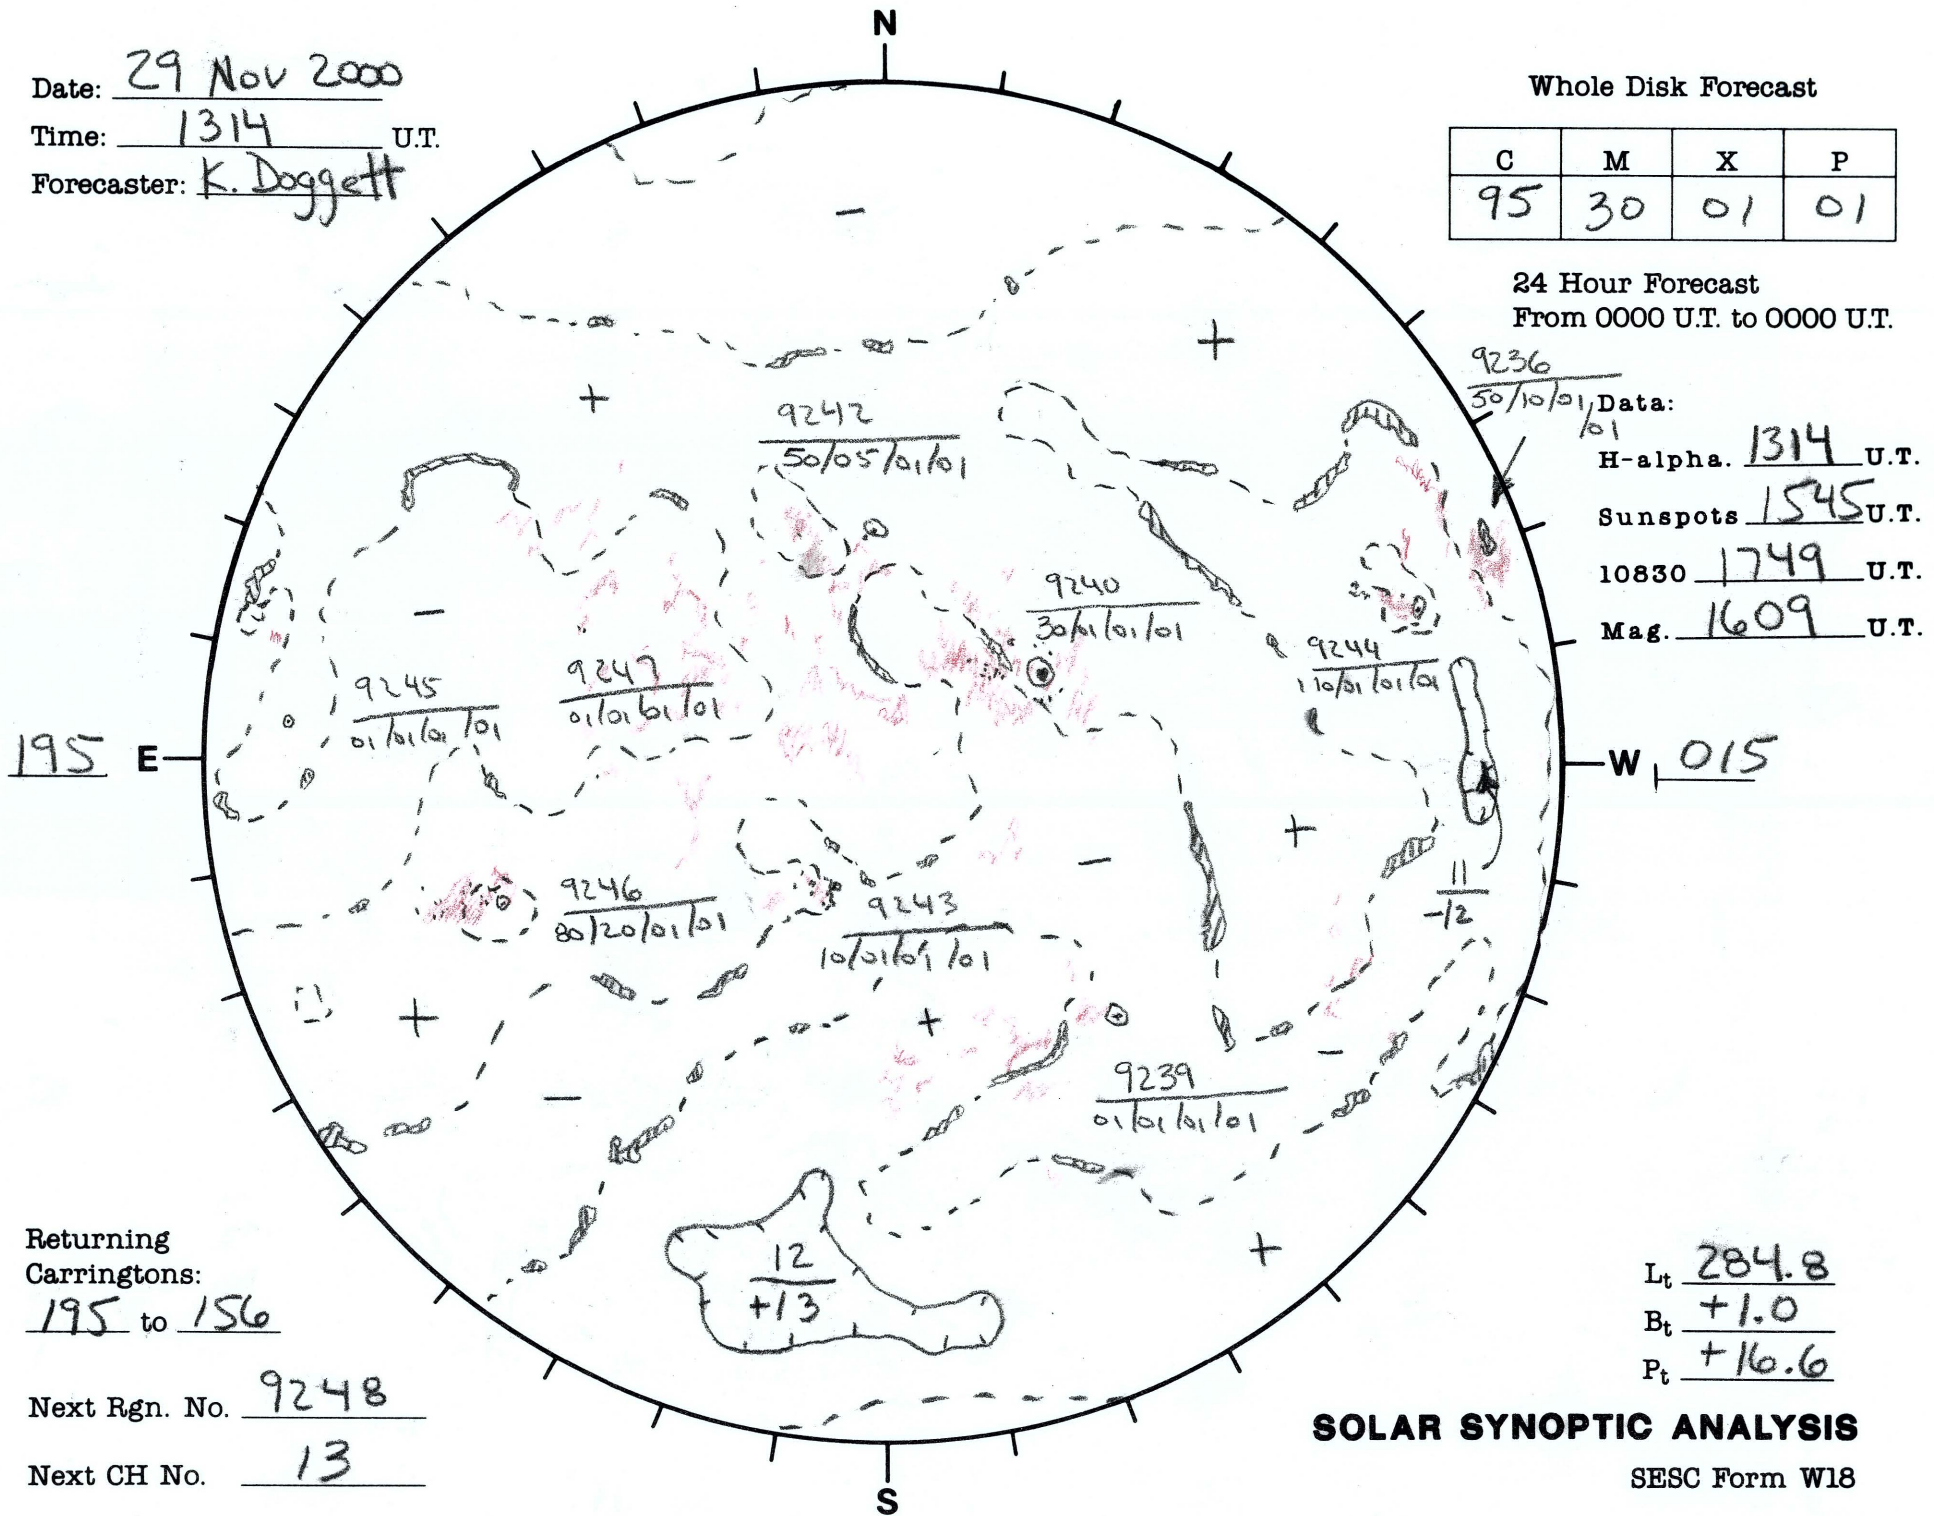 N
Date: 29 Nov 2000
Time: 1314 U.T.
Forecaster: K. Doggett
Whole Disk Forecast
C M X P
95 30 01 01
24 Hour Forecast
From 0000 U.T. to 0000 U.T.
9236
50/10/01/01
Data:
H-alpha. 1314 U.T.
Sunspots 1545 U.T.
10830 1749 U.T.
Mag. 1609 U.T.
9242
50/05/01/01
9240
30/01/01/01
9244
10/01/01/01
9245
01/01/01/01
9247
01/01/01/01
195 E
W 015
9246
80/20/01/01
9243
10/01/01/01
11
-12
9239
01/01/01/01
12
+13
Returning
Carringtons:
195 to 156
Next Rgn. No. 9248
Next CH No. 13
Lt 284.8
Bt +1.0
Pt +16.6
SOLAR SYNOPTIC ANALYSIS
SESC Form W18
S